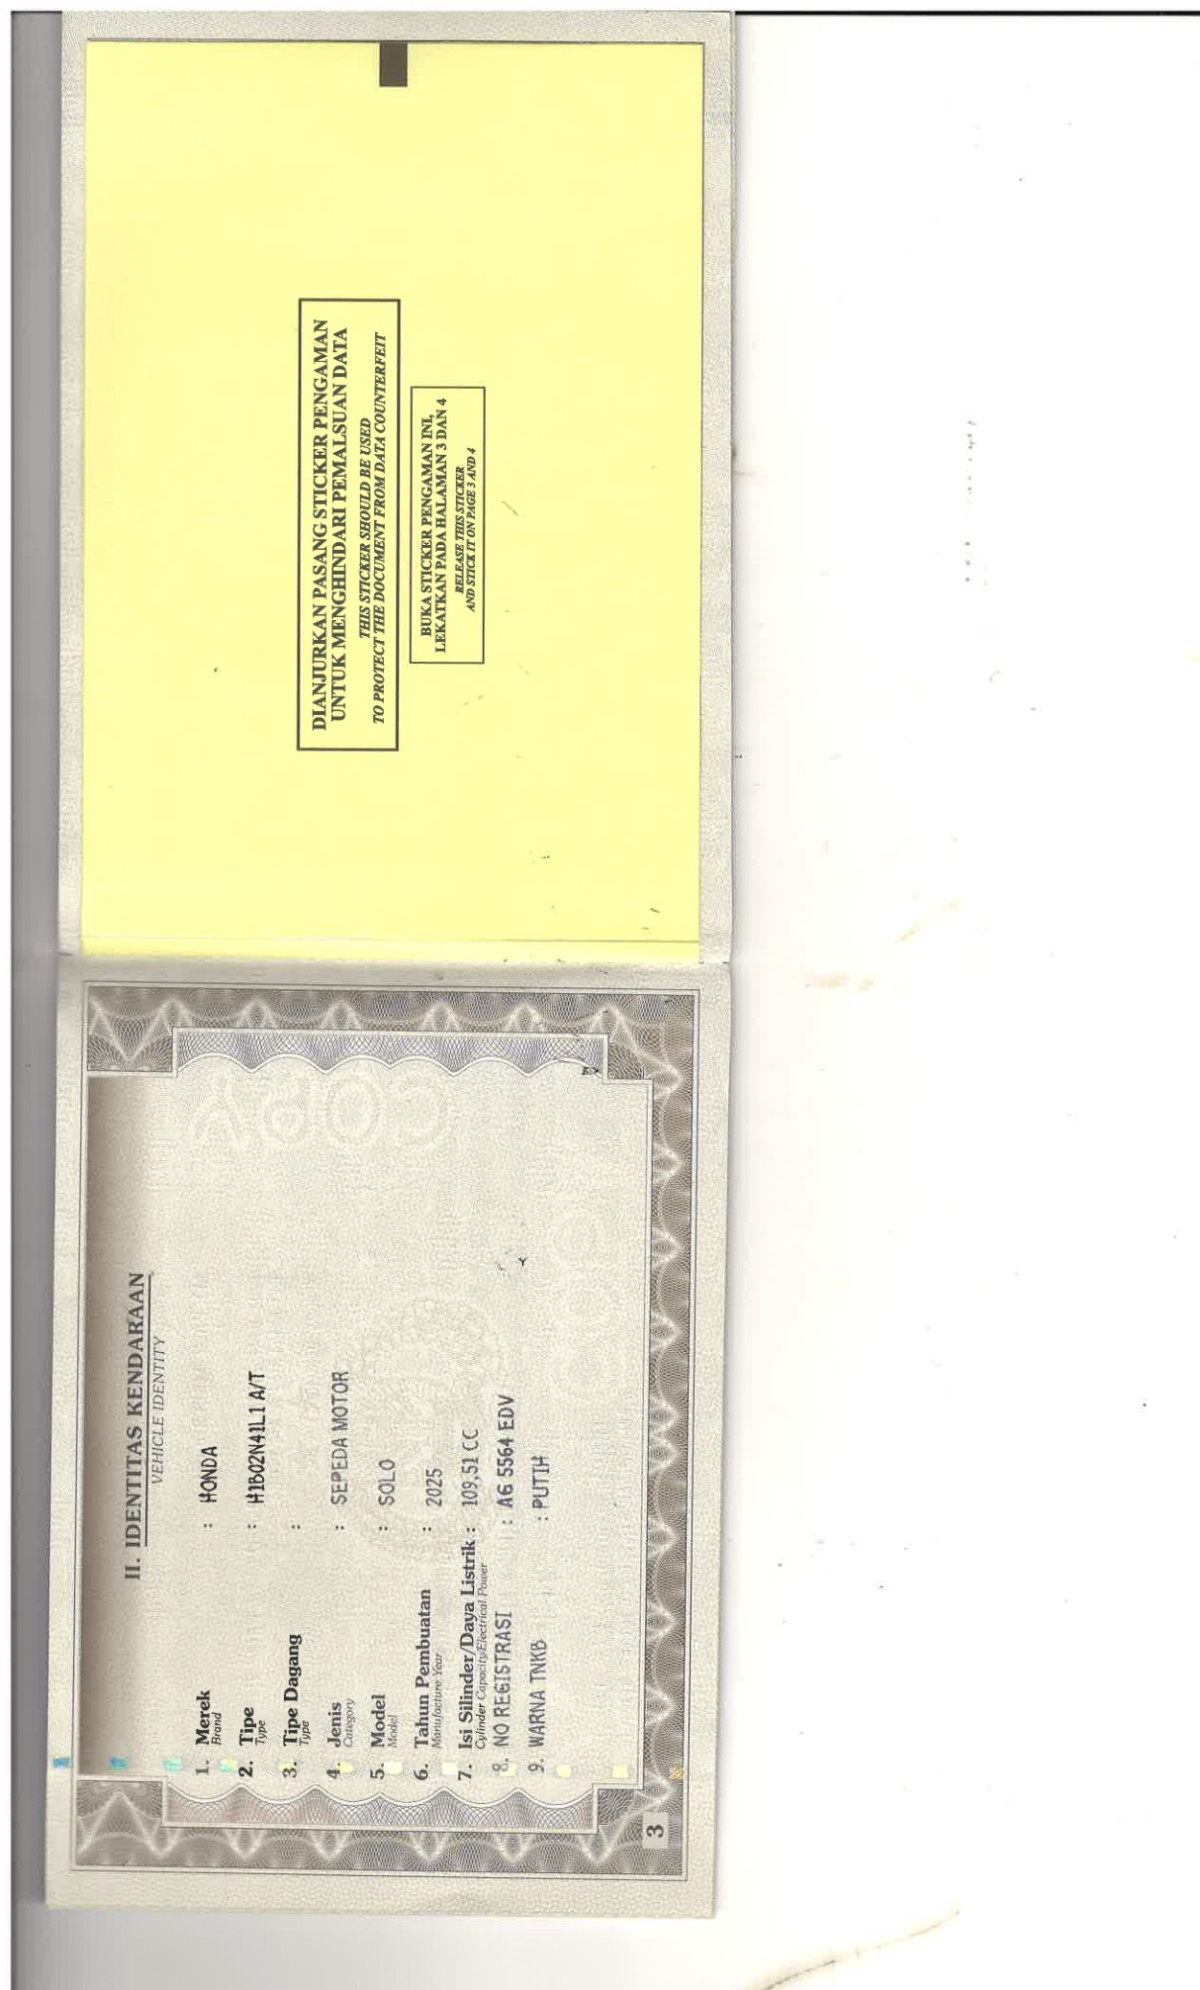 DIANJURKAN PASANG STICKER PENGAMAN
UNTUK MENGHINDARI PEMALSUAN DATA
THIS STICKER SHOULD BE USED
TO PROTECT THE DOCUMENT FROM DATA COUNTERFEIT
BUKA STICKER PENGAMAN INI,
LEKATKAN PADA HALAMAN 3 DAN 4
RELEASE THIS STICKER
AND STICK IT ON PAGE 3 AND 4
II. IDENTITAS KENDARAAN
VEHICLE IDENTITY
1. Merek : HONDA
Brand
2. Tipe : H1B02N41L1 A/T
Type
3. Tipe Dagang :
Type
4. Jenis : SEPEDA MOTOR
Category
5. Model : SOLO
Model
6. Tahun Pembuatan : 2025
Manufacture Year
7. Isi Silinder/Daya Listrik : 109,51 CC
Cylinder Capacity/Electrical Power
8. NO REGISTRASI : A6 5564 EDV
9. WARNA TNKB : PUTIH
COPY
3